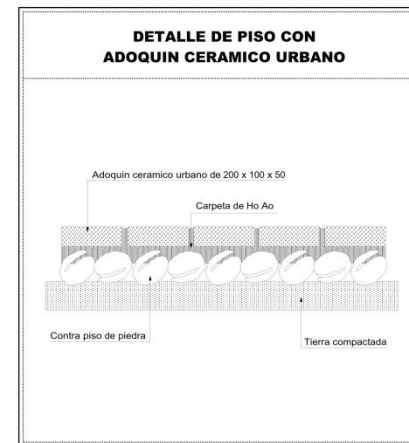 DETALLE DE PISO CON
ADOQUIN CERAMICO URBANO
Adoquin ceramico urbano de 200 x 100 x 50
Carpeta de Ho Ao
Contra piso de piedra
Tierra compactada